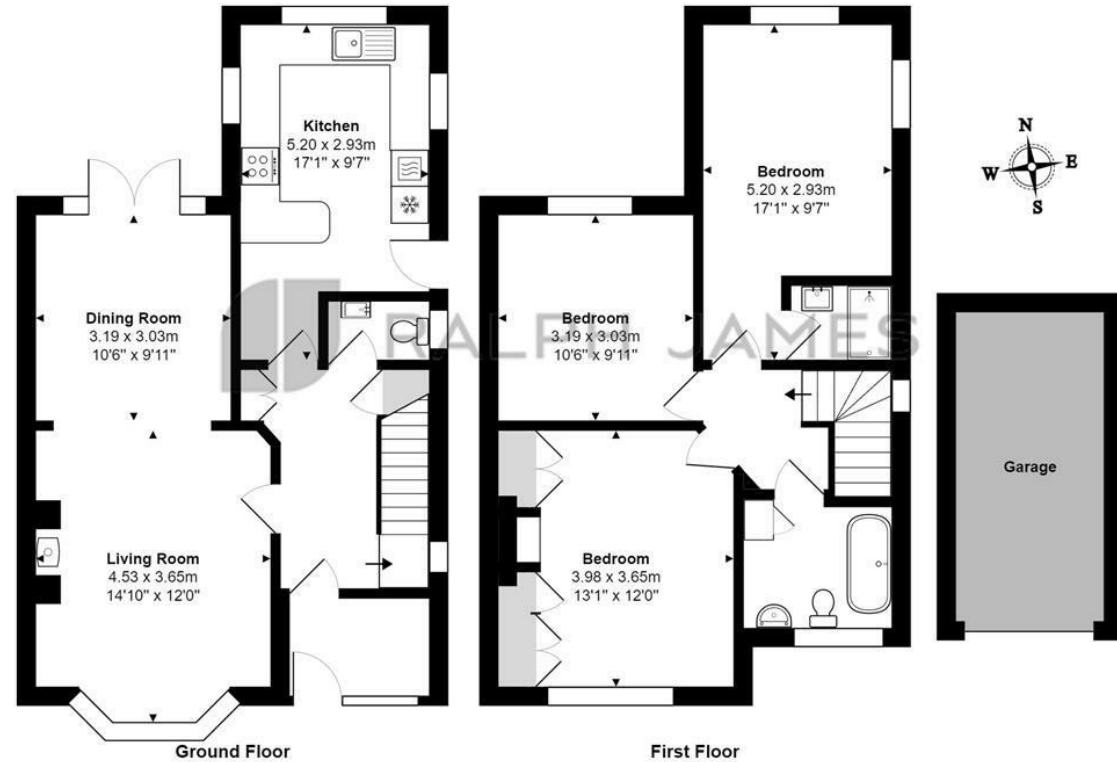 Kitchen
5.20 x 2.93m
17'1" x 9'7"
Dining Room
3.19 x 3.03m
10'6" x 9'11"
Living Room
4.53 x 3.65m
14'10" x 12'0"
Ground Floor
Bedroom
5.20 x 2.93m
17'1" x 9'7"
Bedroom
3.19 x 3.03m
10'6" x 9'11"
Bedroom
3.98 x 3.65m
13'1" x 12'0"
First Floor
N
W E
S
Garage
RALPH JAMES